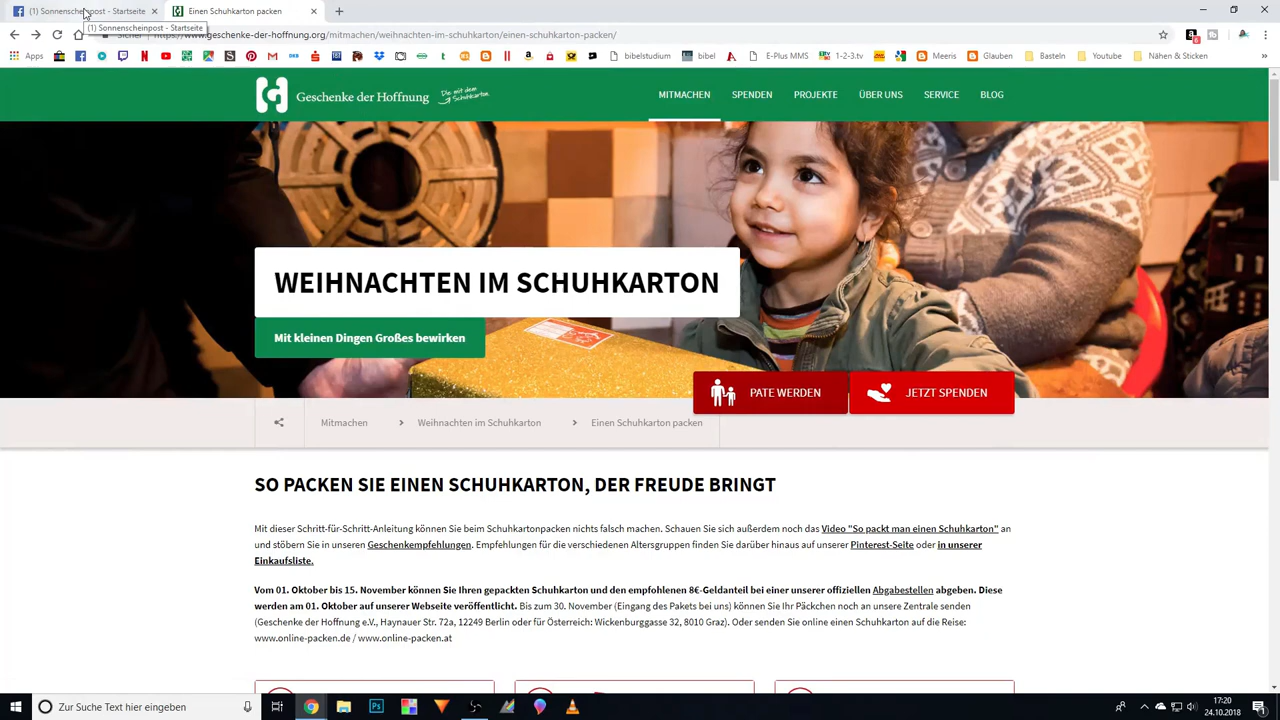 (1) Sonnenscheinpost - Startseite
Einen Schuhkarton packen
(1) Sonnenscheinpost - Startseite
Sicher
https://www.geschenke-der-hoffnung.org/mitmachen/weihnachten-im-schuhkarton/einen-schuhkarton-packen/
Apps
bibelstudium
bibel
E-Plus MMS
1-2-3.tv
Meeris
Glauben
Basteln
Youtube
Nähen & Sticken
Geschenke der Hoffnung
Die mit dem Schuhkarton.
MITMACHEN
SPENDEN
PROJEKTE
ÜBER UNS
SERVICE
BLOG
WEIHNACHTEN IM SCHUHKARTON
Mit kleinen Dingen Großes bewirken
PATE WERDEN
JETZT SPENDEN
Mitmachen
Weihnachten im Schuhkarton
Einen Schuhkarton packen
SO PACKEN SIE EINEN SCHUHKARTON, DER FREUDE BRINGT
Mit dieser Schritt-für-Schritt-Anleitung können Sie beim Schuhkartonpacken nichts falsch machen. Schauen Sie sich außerdem noch das Video "So packt man einen Schuhkarton" an
und stöbern Sie in unseren Geschenkempfehlungen. Empfehlungen für die verschiedenen Altersgruppen finden Sie darüber hinaus auf unserer Pinterest-Seite oder in unserer
Einkaufsliste.
Vom 01. Oktober bis 15. November können Sie Ihren gepackten Schuhkarton und den empfohlenen 8€-Geldanteil bei einer unserer offiziellen Abgabestellen abgeben. Diese
werden am 01. Oktober auf unserer Webseite veröffentlicht. Bis zum 30. November (Eingang des Pakets bei uns) können Sie Ihr Päckchen noch an unsere Zentrale senden
(Geschenke der Hoffnung e.V., Haynauer Str. 72a, 12249 Berlin oder für Österreich: Wickenburggasse 32, 8010 Graz). Oder senden Sie online einen Schuhkarton auf die Reise:
www.online-packen.de / www.online-packen.at
Zur Suche Text hier eingeben
17:20
24.10.2018